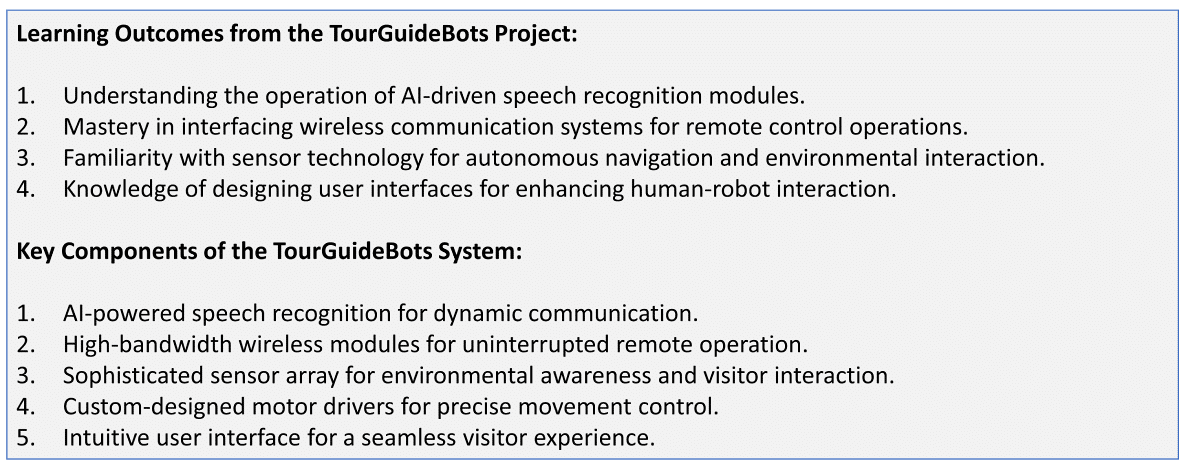 Learning Outcomes from the TourGuideBots Project:
1. Understanding the operation of AI-driven speech recognition modules.
2. Mastery in interfacing wireless communication systems for remote control operations.
3. Familiarity with sensor technology for autonomous navigation and environmental interaction.
4. Knowledge of designing user interfaces for enhancing human-robot interaction.
Key Components of the TourGuideBots System:
1. AI-powered speech recognition for dynamic communication.
2. High-bandwidth wireless modules for uninterrupted remote operation.
3. Sophisticated sensor array for environmental awareness and visitor interaction.
4. Custom-designed motor drivers for precise movement control.
5. Intuitive user interface for a seamless visitor experience.